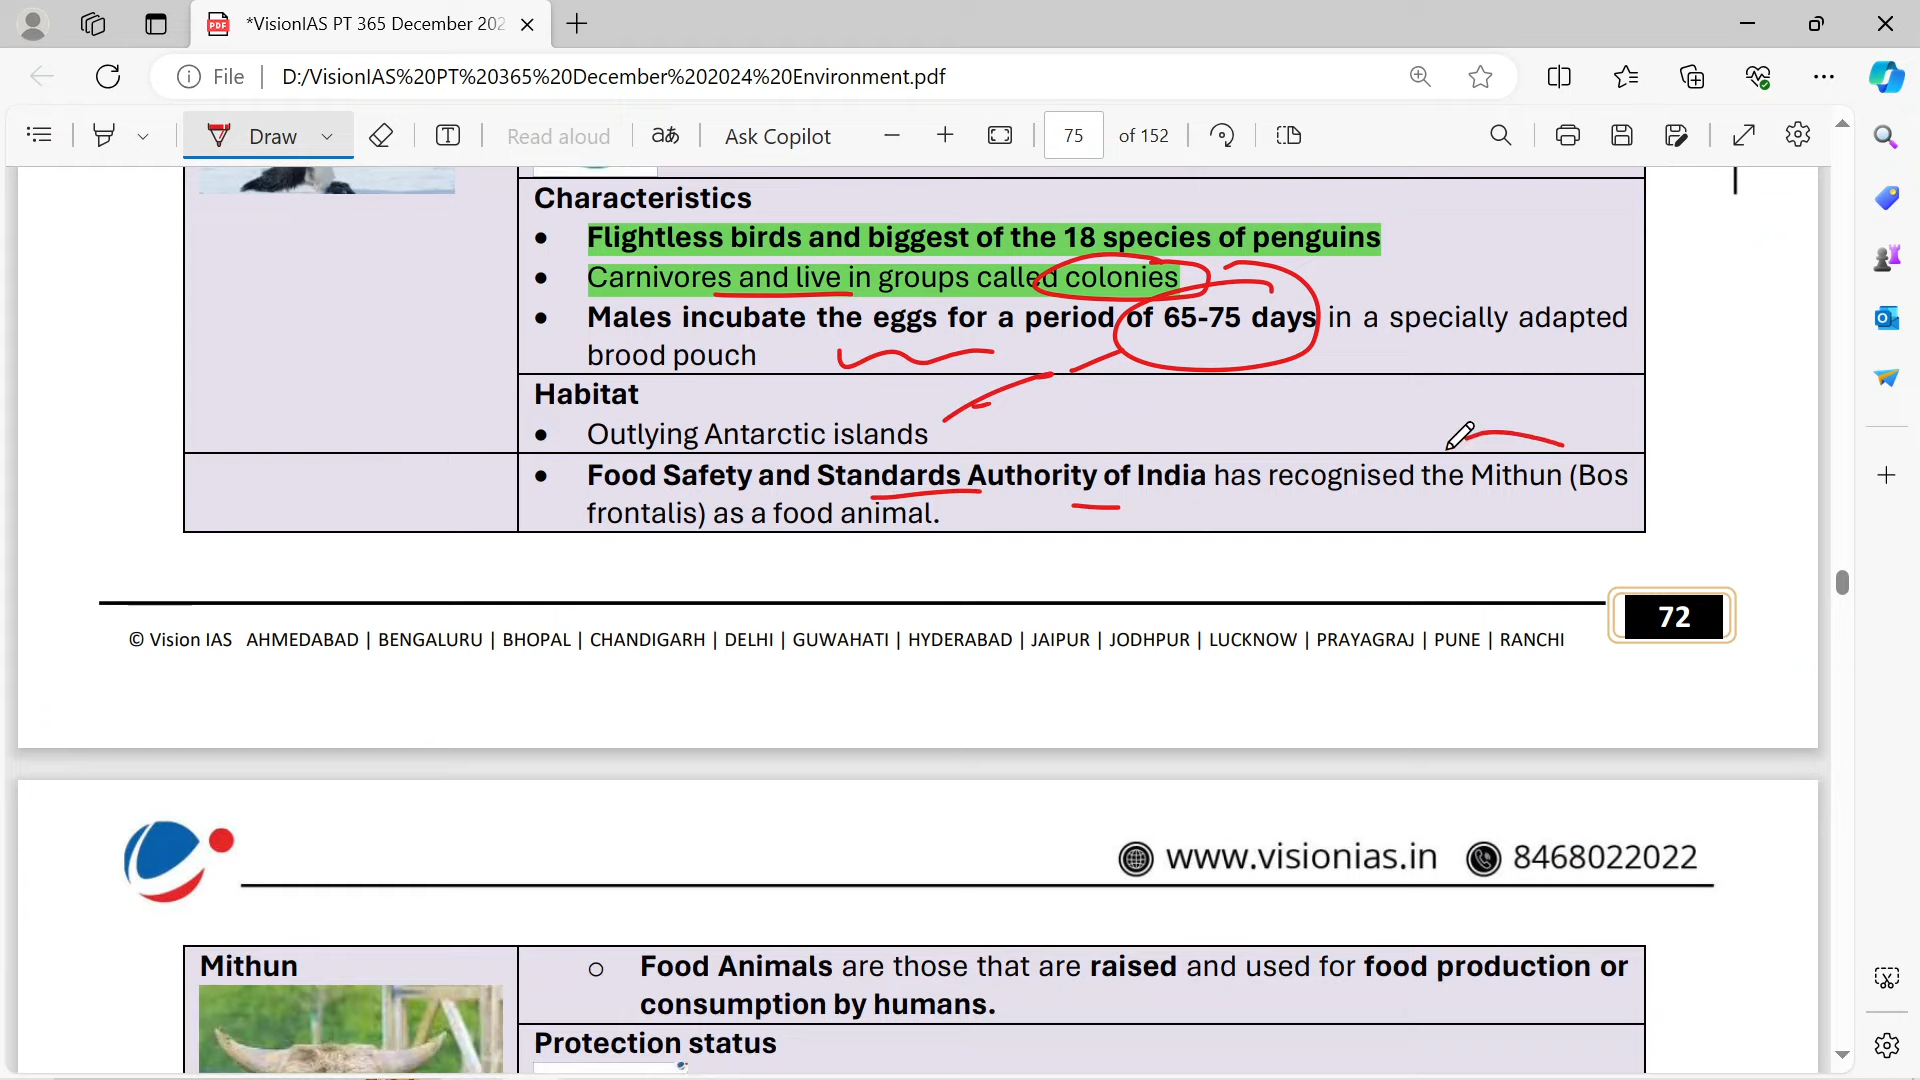 *VisionIAS PT 365 December 202
File
D:/VisionIAS%20PT%20365%20December%202024%20Environment.pdf
Draw
Read aloud
aあ
Ask Copilot
75
of 152
Characteristics
• Flightless birds and biggest of the 18 species of penguins
• Carnivores and live in groups called colonies
• Males incubate the eggs for a period of 65-75 days in a specially adapted
brood pouch
Habitat
• Outlying Antarctic islands
• Food Safety and Standards Authority of India has recognised the Mithun (Bos
frontalis) as a food animal.
72
© Vision IAS AHMEDABAD | BENGALURU | BHOPAL | CHANDIGARH | DELHI | GUWAHATI | HYDERABAD | JAIPUR | JODHPUR | LUCKNOW | PRAYAGRAJ | PUNE | RANCHI
www.visionias.in 8468022022
Mithun
o Food Animals are those that are raised and used for food production or
consumption by humans.
Protection status